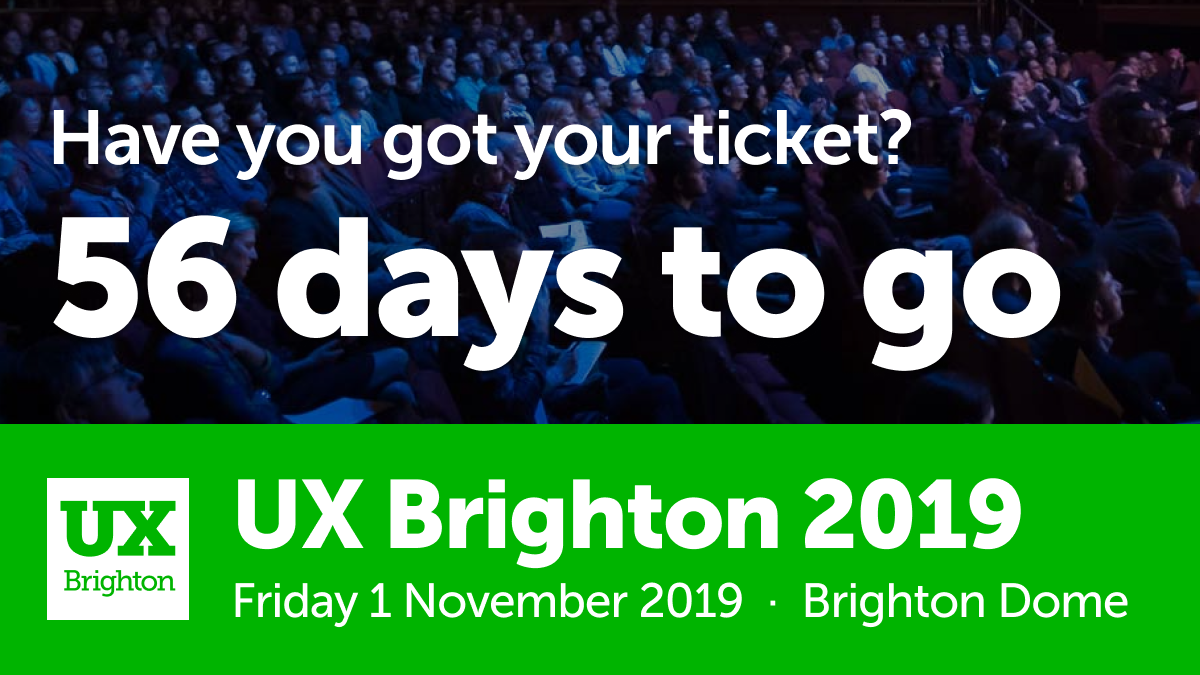 Have you got your ticket?
56 days to go
UX
Brighton
UX Brighton 2019
Friday 1 November 2019 · Brighton Dome